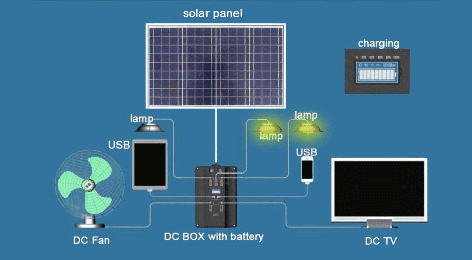 solar panel
charging
lamp
lamp
lamp
USB
USB
DC Fan
DC BOX with battery
DC TV